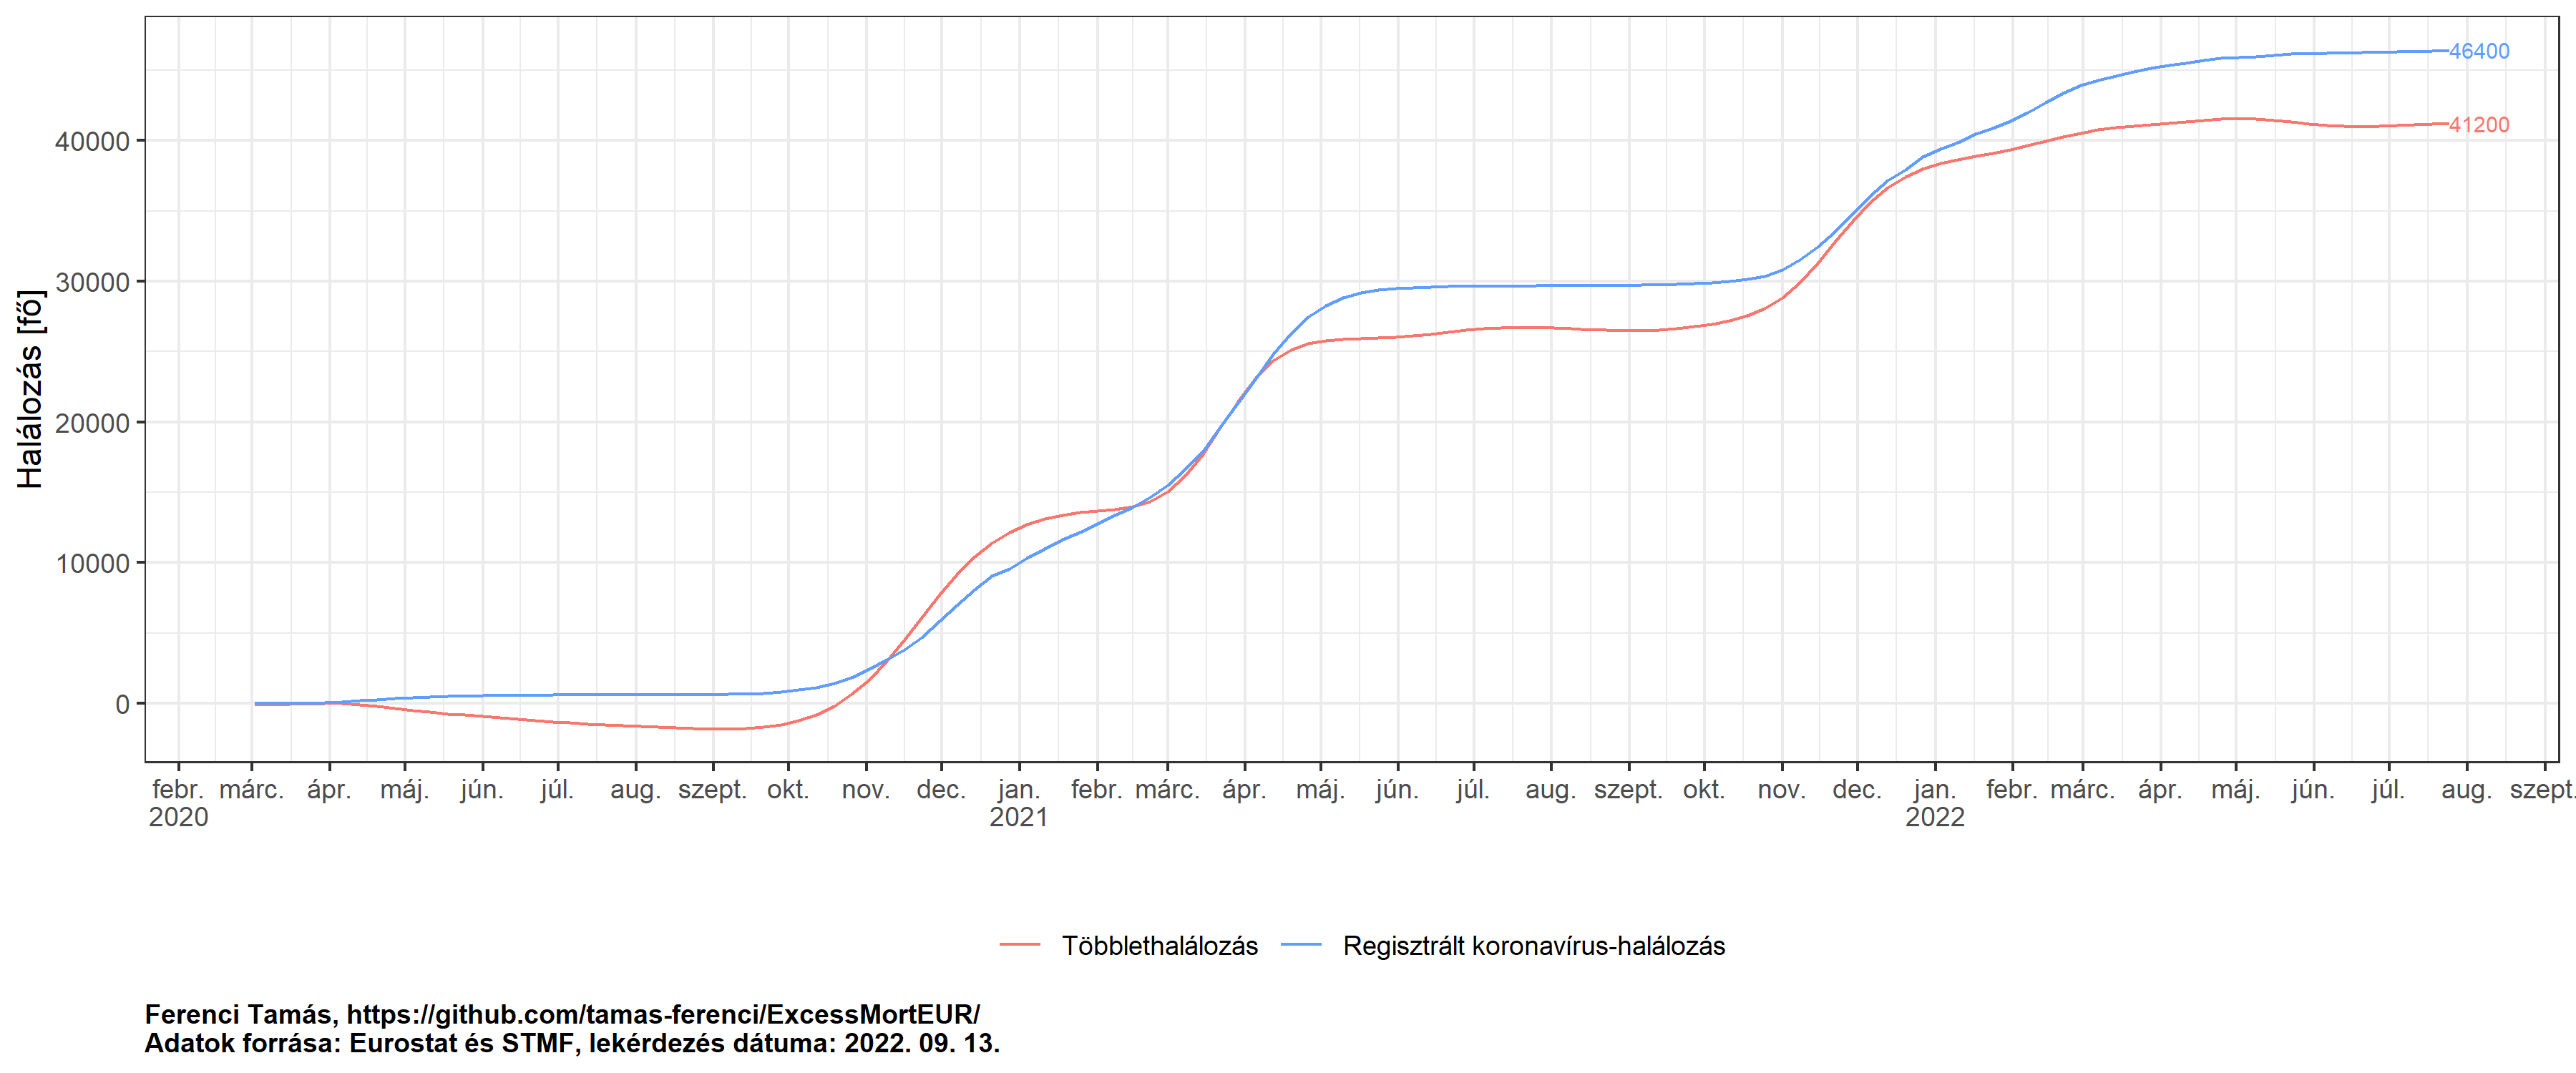 46400
41200
Halálozás [fő]
40000
30000
20000
10000
0
febr. márc. ápr. máj. jún. júl. aug. szept. okt. nov. dec. jan. febr. márc. ápr. máj. jún. júl. aug. szept. okt. nov. dec. jan. febr. márc. ápr. máj. jún. júl. aug. szept.
2020 2021 2022
Többlethalálozás Regisztrált koronavírus-halálozás
Ferenci Tamás, https://github.com/tamas-ferenci/ExcessMortEUR/
Adatok forrása: Eurostat és STMF, lekérdezés dátuma: 2022. 09. 13.